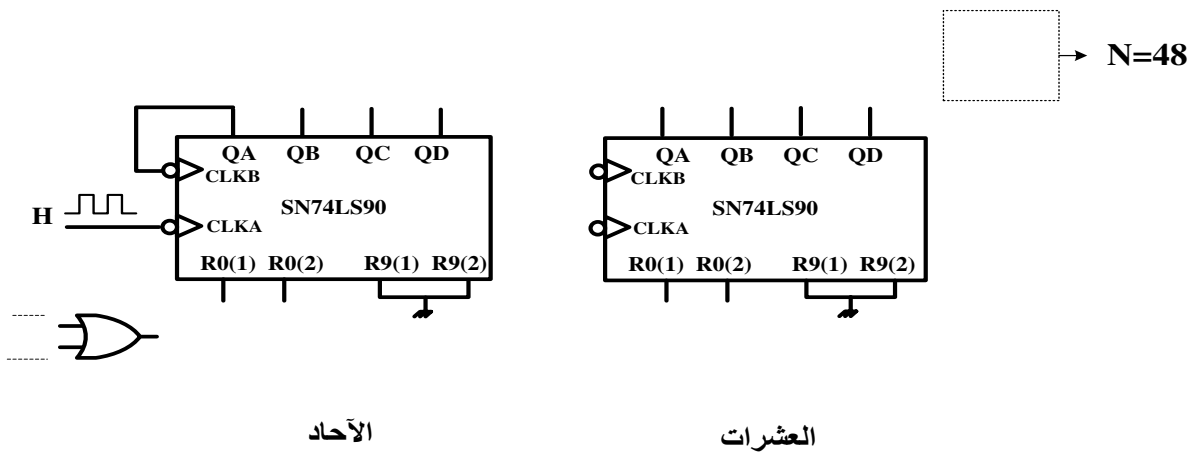 N=48
QA QB QC QD
CLKB
SN74LS90
H
CLKA
R0(1) R0(2) R9(1) R9(2)
QA QB QC QD
CLKB
SN74LS90
CLKA
R0(1) R0(2) R9(1) R9(2)
الآحاد
العشرات